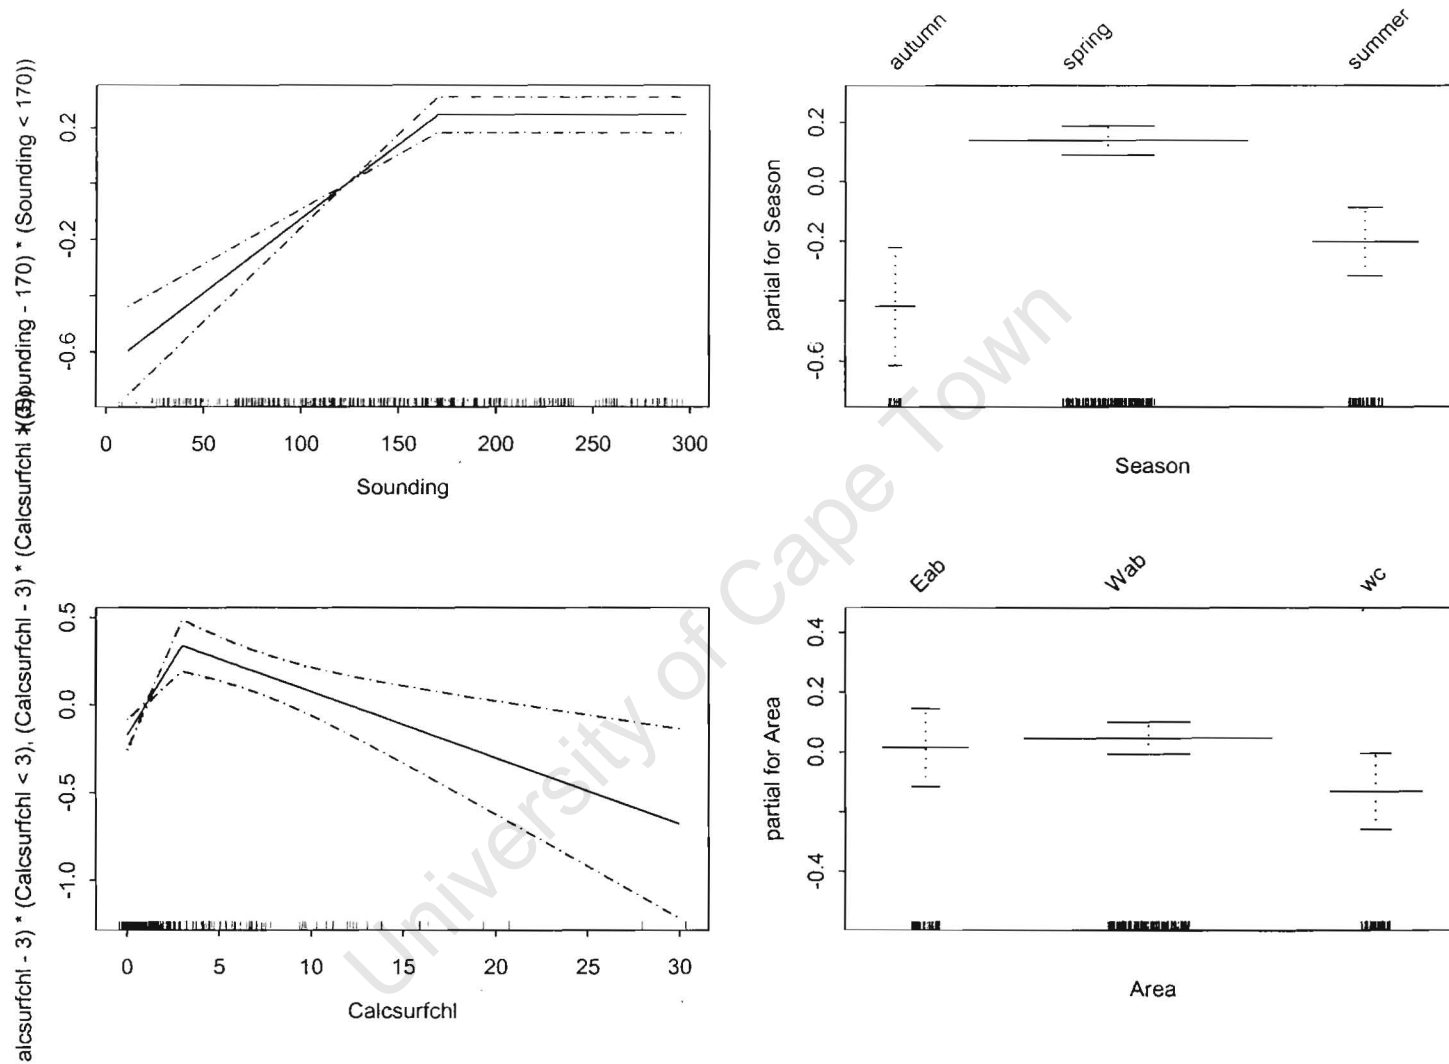 ((Sounding - 170) * (Sounding < 170))
0.2
-0.2
-0.6
0 50 100 150 200 250 300
Sounding
autumn spring summer
partial for Season
0.2
0.0
-0.2
-0.6
Season
alcsurfchl - 3) * (Calcsurfchl < 3), (Calcsurfchl - 3) * (Calcsurfchl
0.5
0.0
-0.5
-1.0
0 5 10 15 20 25 30
Calcsurfchl
Eab Wab wc
partial for Area
0.4
0.2
0.0
-0.4
Area
University of Cape Town